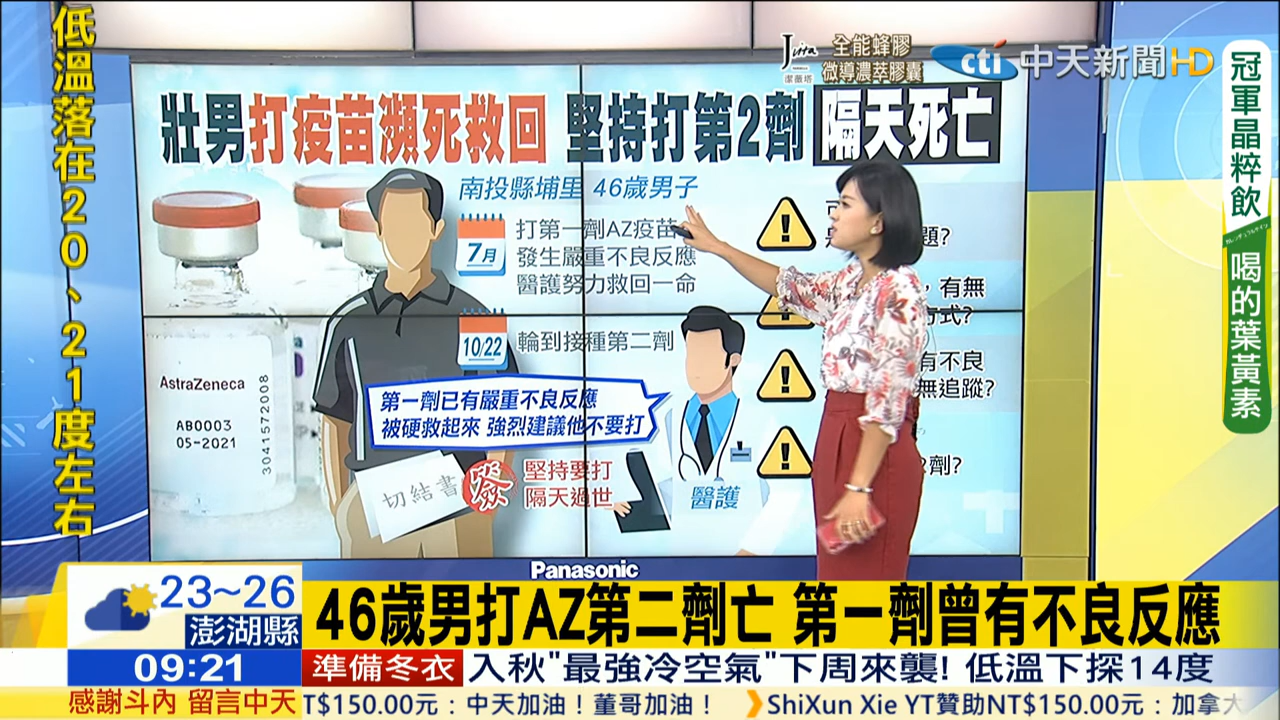 低溫落在20、21度左右
Jvita
潔薇塔
全能蜂膠
微導濃萃膠囊
cti 中天新聞HD
冠軍晶粹飲
喝的葉黃素
壯男打疫苗瀕死救回 堅持打第2劑 隔天死亡
南投縣埔里 46歲男子
7月
打第一劑AZ疫苗
發生嚴重不良反應
醫護努力救回一命
10/22
輪到接種第二劑
第一劑已有嚴重不良反應
被硬救起來 強烈建議他不要打
切結書
簽
堅持要打
隔天過世
醫護
題?
，有無
方式?
有不良
無追蹤?
劑?
AstraZeneca
AB0003
05-2021
3041572008
Panasonic
23~26
澎湖縣
46歲男打AZ第二劑亡 第一劑曾有不良反應
09:21
準備冬衣
入秋"最強冷空氣"下周來襲! 低溫下探14度
感謝斗內 留言中天
T$150.00元：中天加油！董哥加油！
ShiXun Xie YT贊助NT$150.00元：加拿大